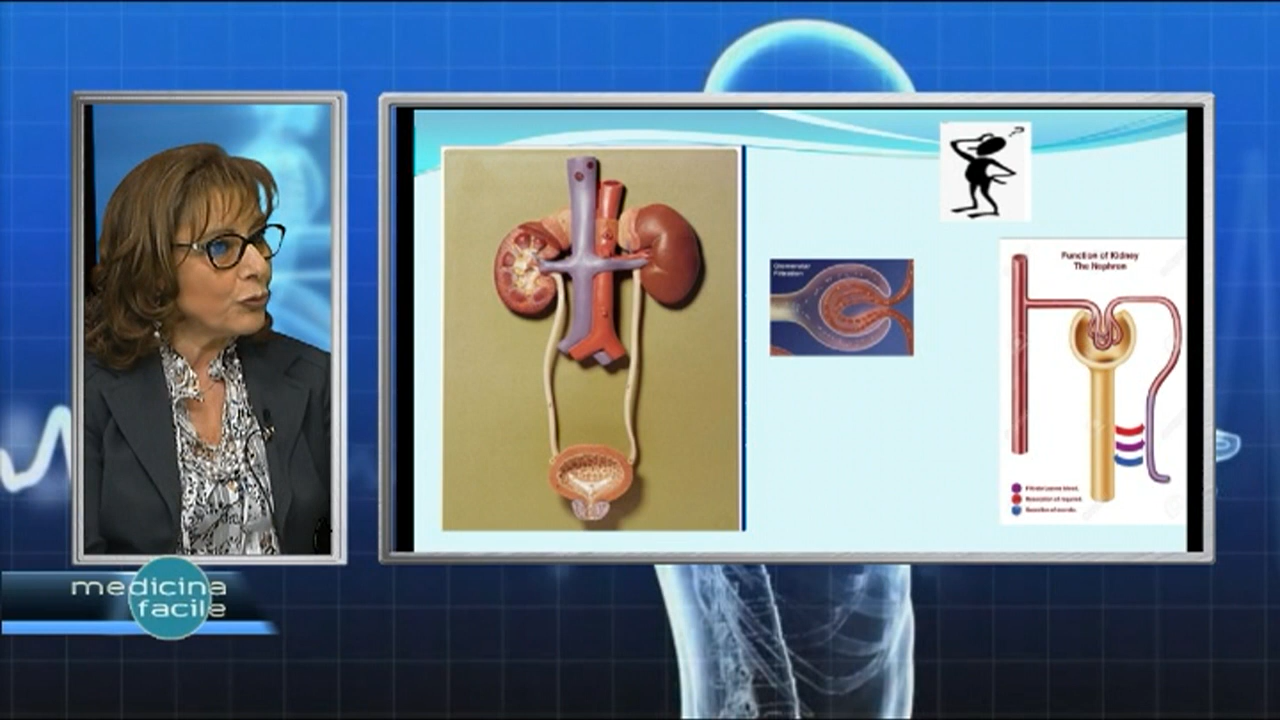 Glomerular
Filtration
Function of Kidney
The Nephron
medicina
facile